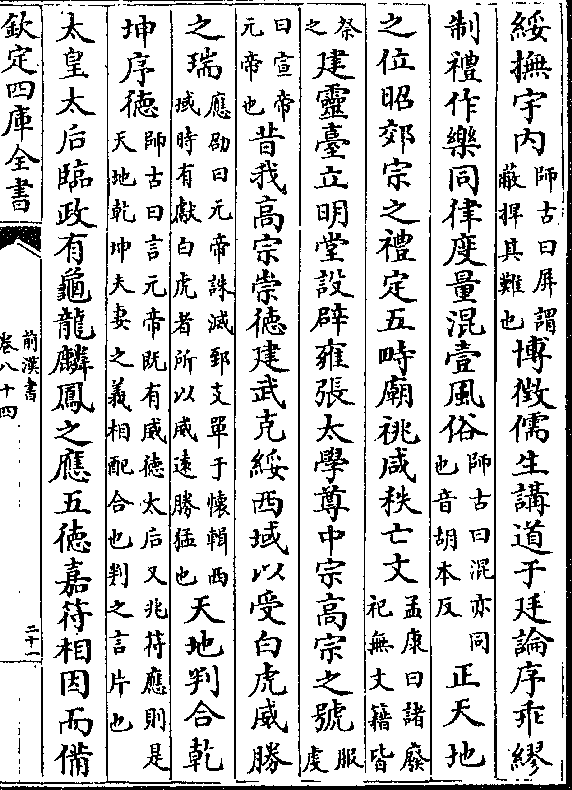 綏撫宇内師古曰屏謂蔽捍其難也博徴儒生講道于廷論序乖繆
制禮作樂同律度量混壹風俗師古曰混亦同也音胡本反正天地
之位昭郊宗之禮定五畤廟祧咸秩亡文孟康曰諸廢祀無文籍皆
祭之建靈臺立明堂設辟雍張太學尊中宗高宗之號服虔
曰宣帝元帝也昔我高宗崇徳建武克綏西域以受白虎威勝
之瑞應劭曰元帝誅滅郅支單于懷輯西域時有獻白虎者所以威遠勝猛也天地判合乾
坤序徳師古曰言元帝既有威徳太后又兆符應則是天地乾坤夫妻之義相配合也判之言片也
太皇太后臨政有龜龍麟鳳之應五徳嘉符相因而備
欽定四庫全書
前漢書
卷八十四
二十一